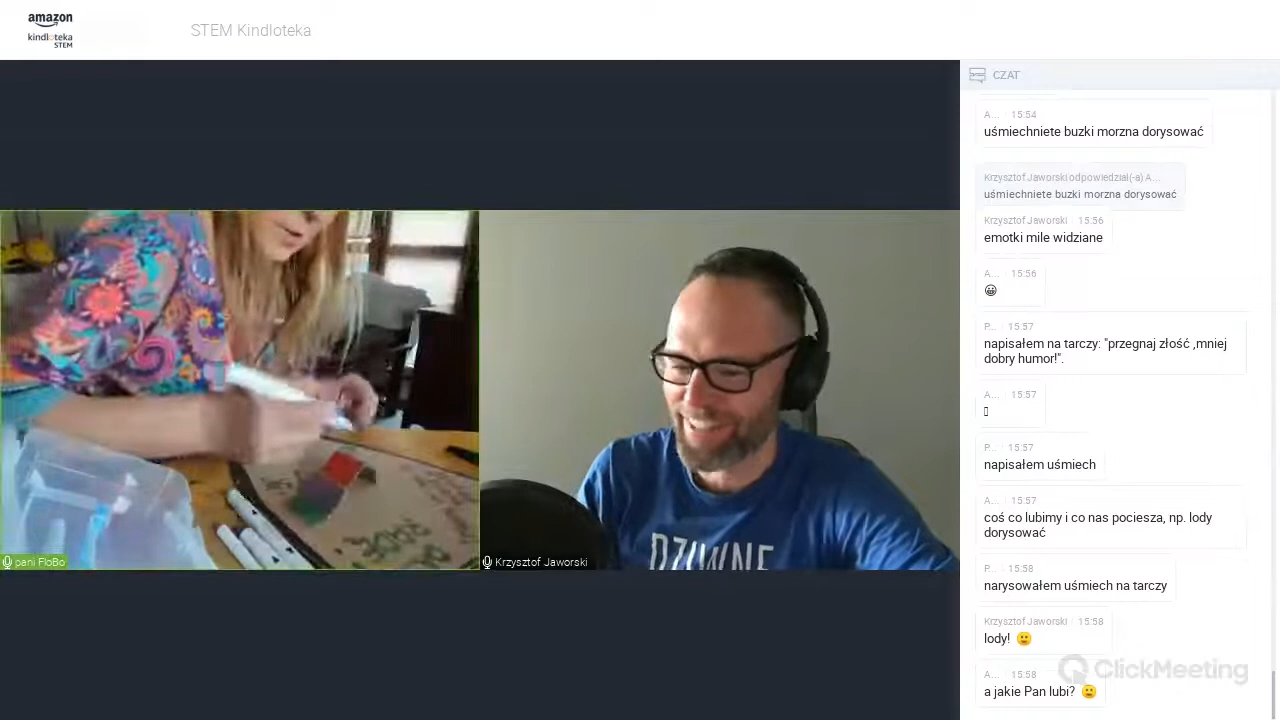 amazon
kindloteka
STEM
STEM Kindloteka
CZAT
A... 15:54
uśmiechniete buzki morzna dorysować
Krzysztof Jaworski odpowiedział(-a) A...
uśmiechniete buzki morzna dorysować
Krzysztof Jaworski 15:56
emotki mile widziane
A... 15:56
😀
P... 15:57
napisałem na tarczy: "przegnaj złość ,mniej
dobry humor!".
A... 15:57
P... 15:57
napisałem uśmiech
A... 15:57
coś co lubimy i co nas pociesza, np. lody
dorysować
P... 15:58
narysowałem uśmiech na tarczy
Krzysztof Jaworski 15:58
lody! 🙂
A... 15:58
a jakie Pan lubi? 🙂
ClickMeeting
pani FloBo
Krzysztof Jaworski
DZIWNE